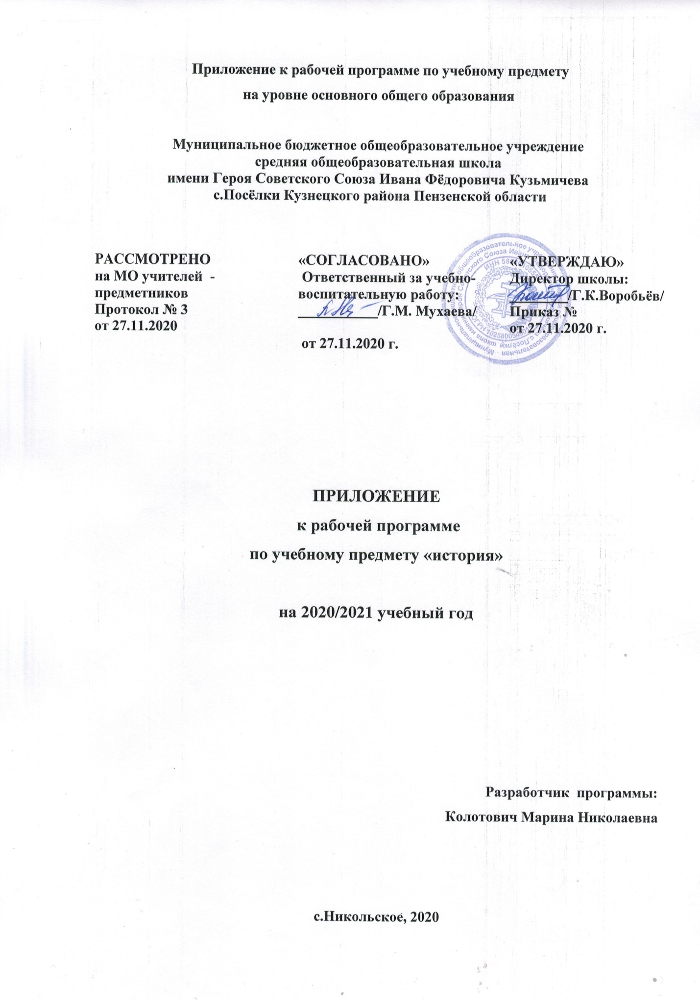 Приложение к рабочей программе по учебному предмету
на уровне основного общего образования
Муниципальное бюджетное общеобразовательное учреждение
средняя общеобразовательная школа
имени Героя Советского Союза Ивана Фёдоровича Кузьмичева
с.Посёлки Кузнецкого района Пензенской области
РАССМОТРЕНО
на МО учителей -
предметников
Протокол № 3
от 27.11.2020
«СОГЛАСОВАНО»
Ответственный за учебно-
воспитательную работу:
____________/Г.М. Мухаева/
от 27.11.2020 г.
«УТВЕРЖДАЮ»
Директор школы:
_________/Г.К.Воробьёв/
Приказ №
от 27.11.2020 г.
ПРИЛОЖЕНИЕ
к рабочей программе
по учебному предмету «история»
на 2020/2021 учебный год
Разработчик программы:
Колотович Марина Николаевна
с.Никольское, 2020